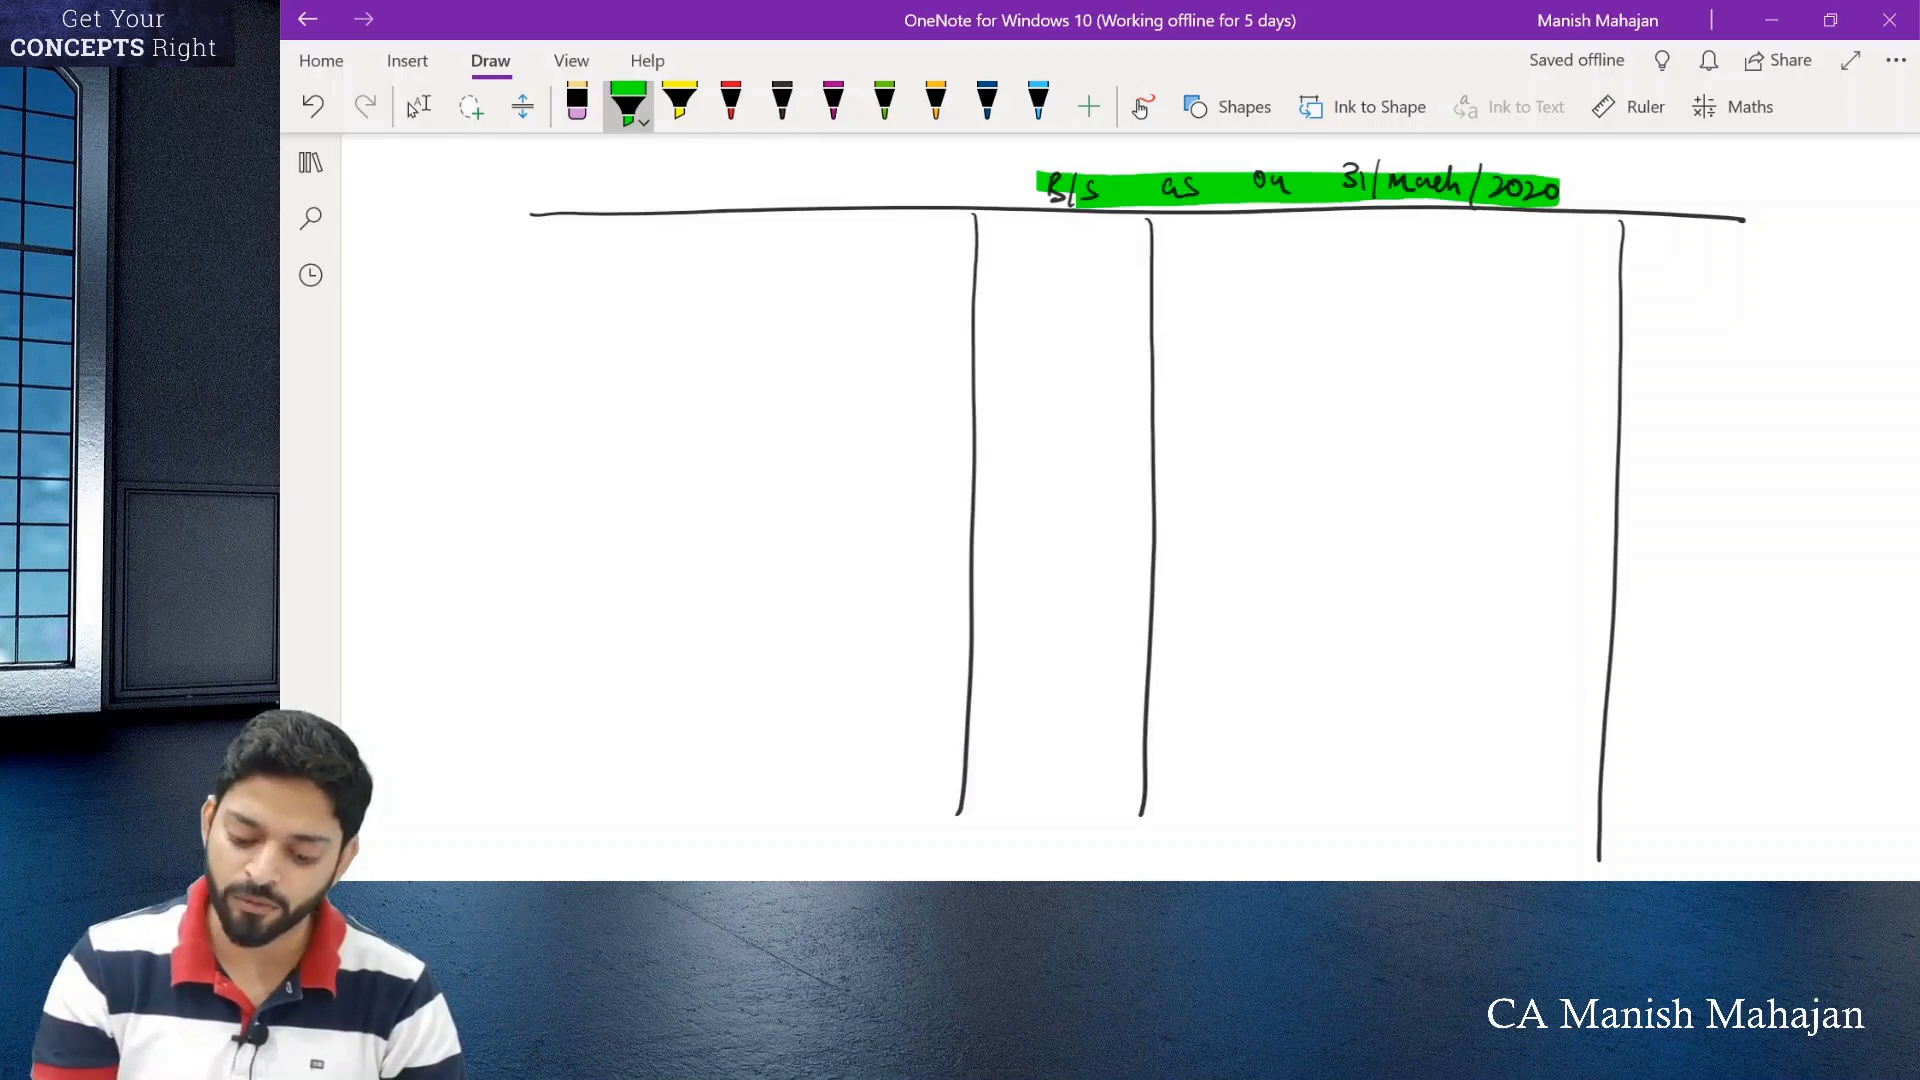 Get Your
CONCEPTS Right
OneNote for Windows 10 (Working offline for 5 days)
Manish Mahajan
Home
Insert
Draw
View
Help
Saved offline
Share
Shapes
Ink to Shape
Ink to Text
Ruler
Maths
B/S as on 31/March/2020
CA Manish Mahajan